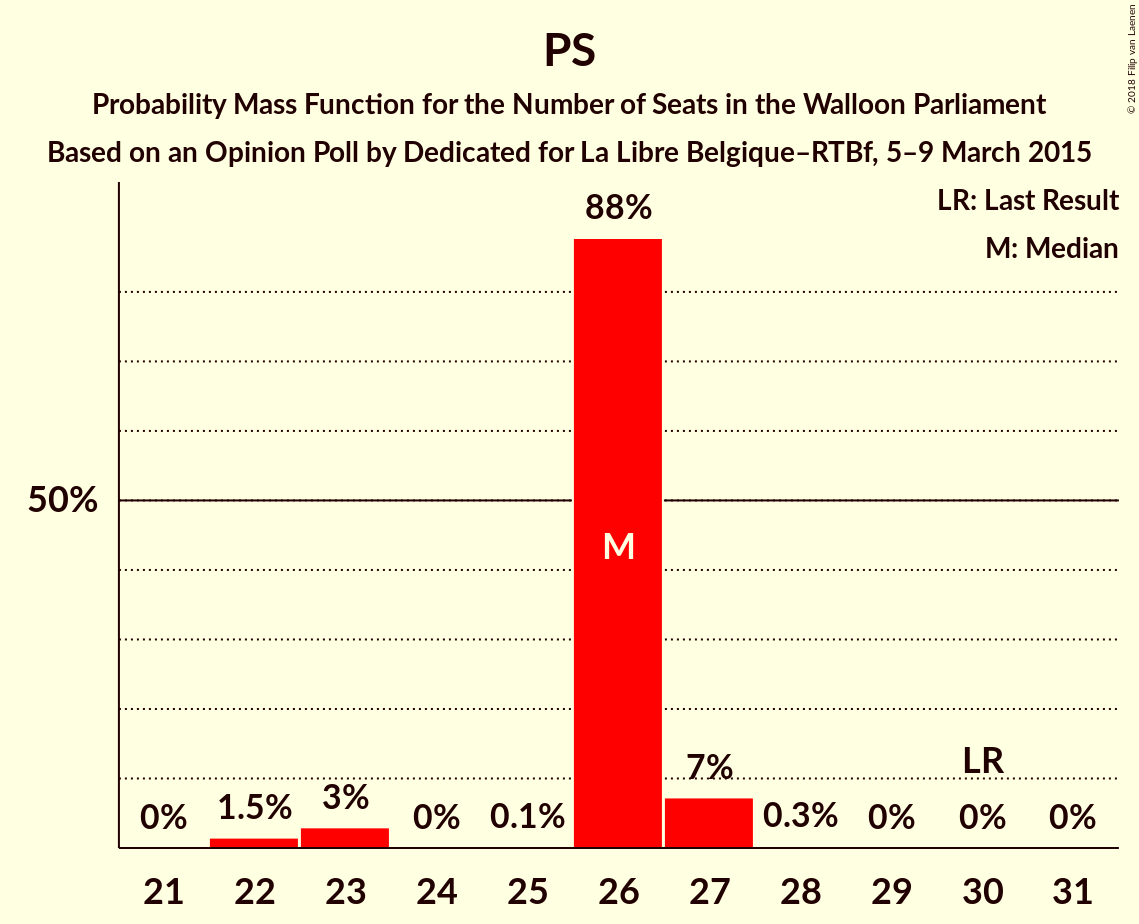 PS
Probability Mass Function for the Number of Seats in the Walloon Parliament
Based on an Opinion Poll by Dedicated for La Libre Belgique–RTBf, 5–9 March 2015
© 2018 Filip van Laenen
LR: Last Result
M: Median
50%
0%
1.5%
3%
0%
0.1%
88%
M
7%
0.3%
0%
LR
0%
0%
21 22 23 24 25 26 27 28 29 30 31